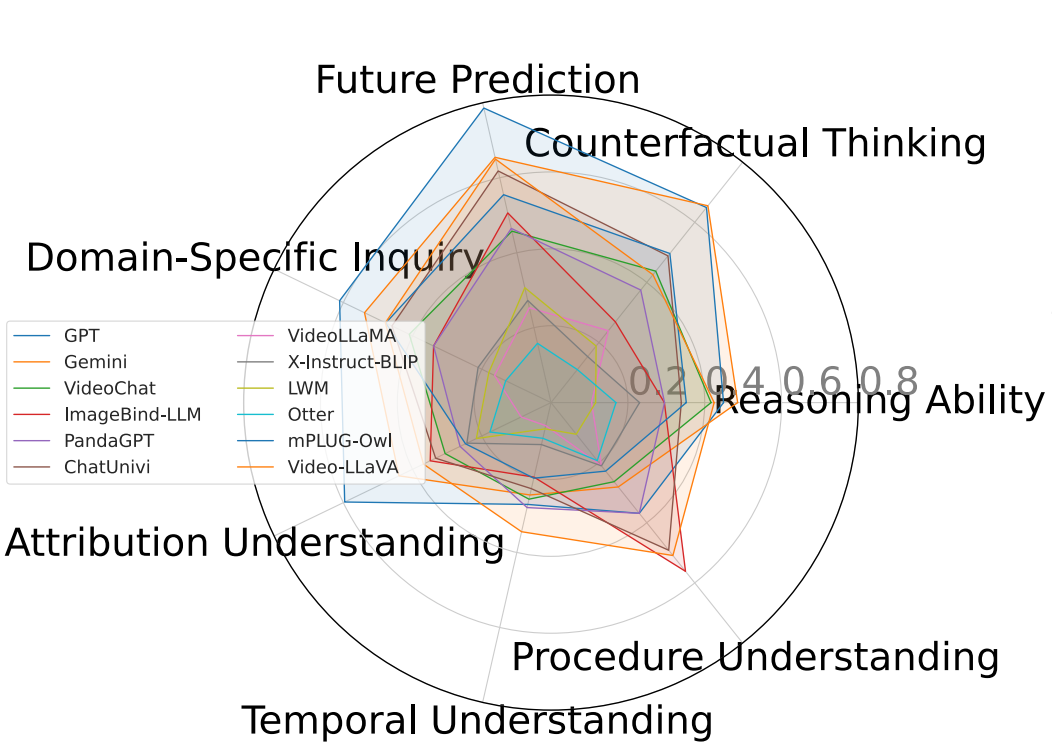 Future Prediction
Counterfactual Thinking
Domain-Specific Inquiry
GPT
Gemini
VideoChat
ImageBind-LLM
PandaGPT
ChatUnivi
VideoLLaMA
X-Instruct-BLIP
LWM
Otter
mPLUG-Owl
Video-LLaVA
0.2 0.4 0.6 0.8
Reasoning Ability
Attribution Understanding
Procedure Understanding
Temporal Understanding